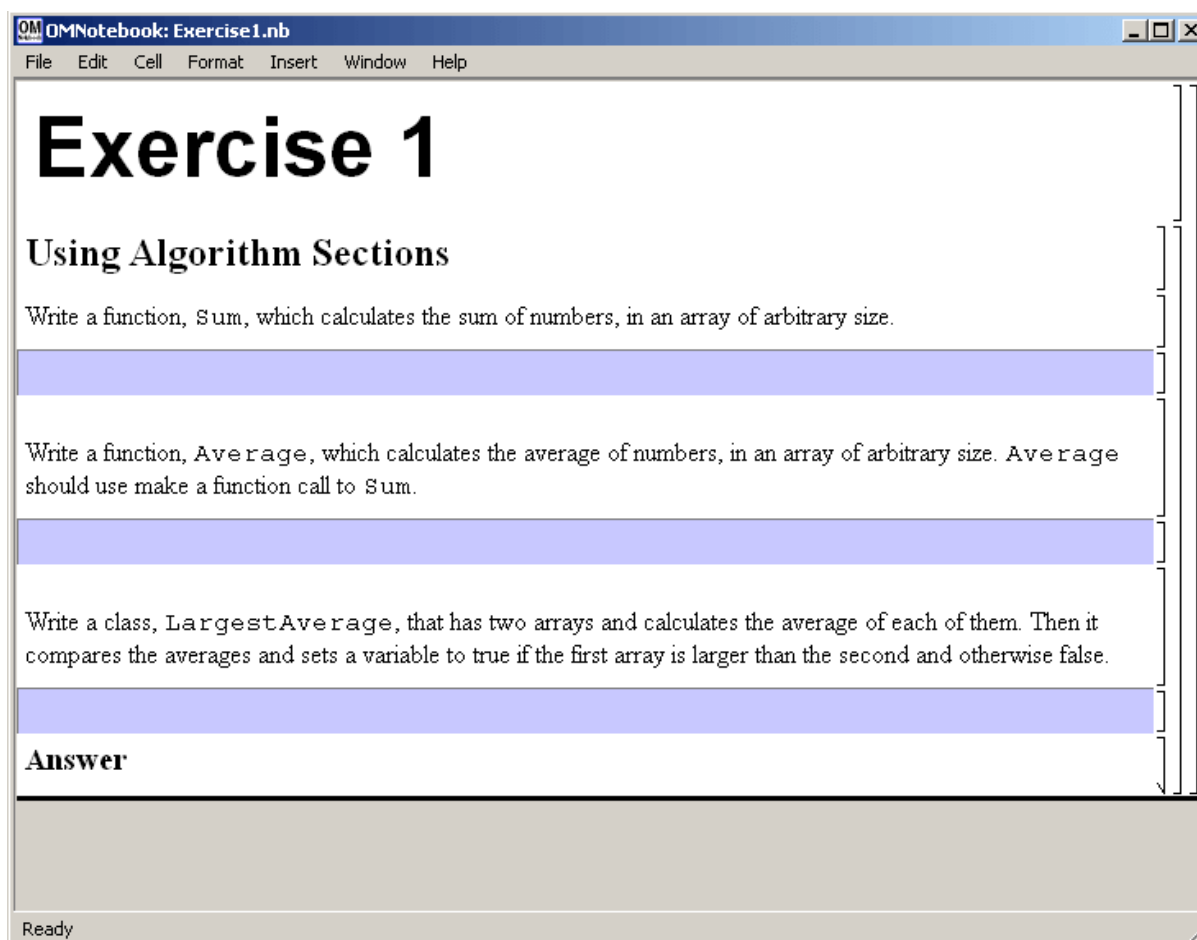 OM OMNotebook: Exercise1.nb
File Edit Cell Format Insert Window Help
Exercise 1
Using Algorithm Sections
Write a function, Sum, which calculates the sum of numbers, in an array of arbitrary size.
Write a function, Average, which calculates the average of numbers, in an array of arbitrary size. Average
should use make a function call to Sum.
Write a class, LargestAverage, that has two arrays and calculates the average of each of them. Then it
compares the averages and sets a variable to true if the first array is larger than the second and otherwise false.
Answer
Ready